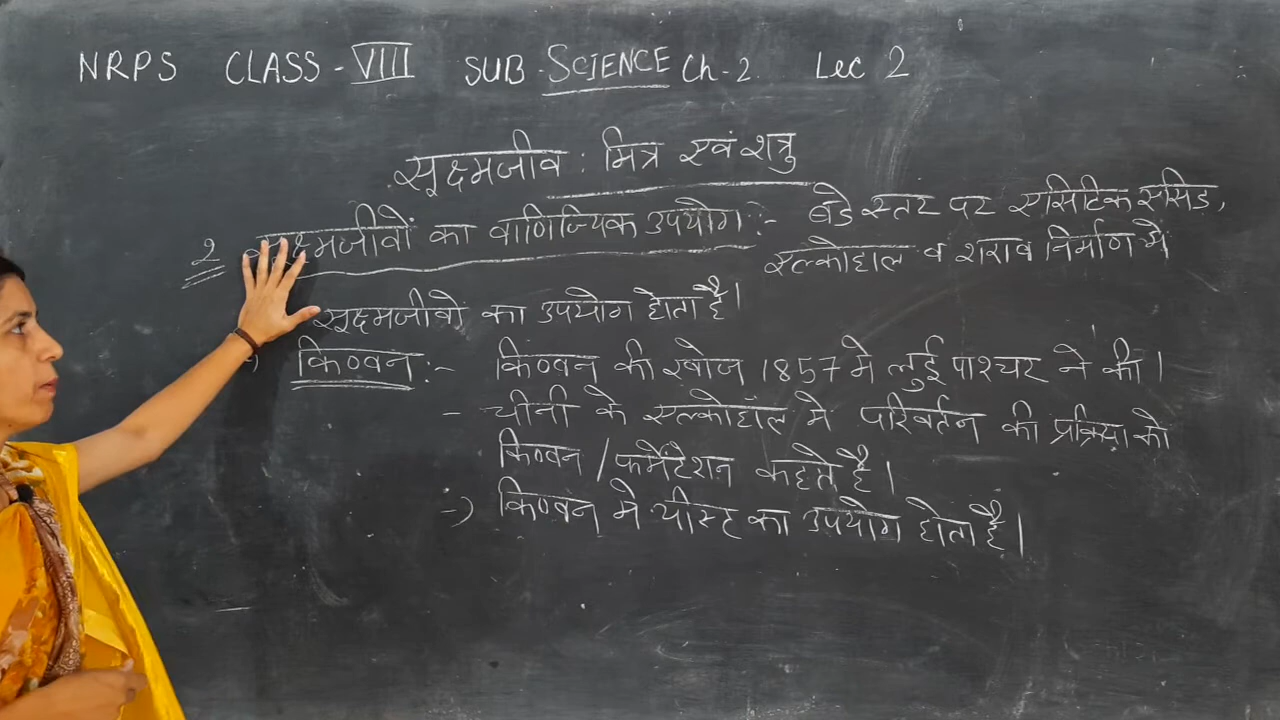 NRPS CLASS-VIII SUB-SCIENCE Ch-2. Lec 2
सूक्ष्मजीव : मित्र एवं शत्रु
2 सूक्ष्मजीवों का वाणिज्यिक उपयोग :- बडे स्तर पर एसिटिक एसिड,
एल्कोहाल व शराब निर्माण मे
सूक्ष्मजीवो का उपयोग होता है।
किण्वन :- किण्वन की खोज 1857 मे लुई पाश्चर ने की।
- चीनी के एल्कोहॉल मे परिवर्तन की प्रक्रिया को
किण्वन / फर्मेंटेशन कहते है।
-) किण्वन मे यीस्ट का उपयोग होता है।